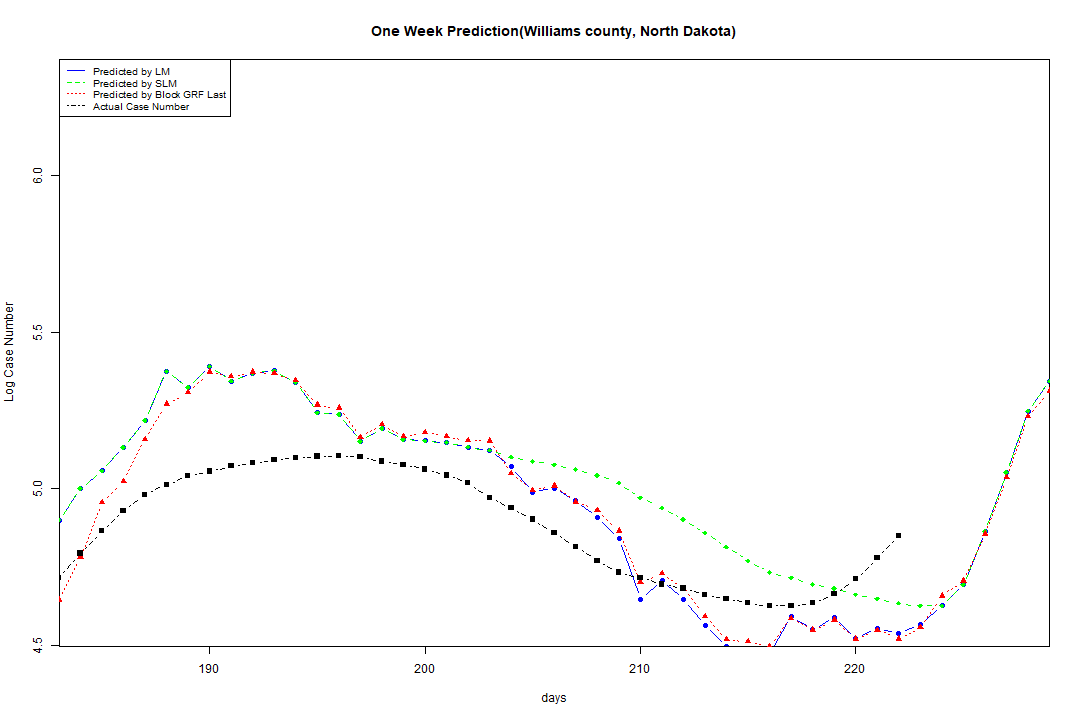 One Week Prediction(Williams county, North Dakota)
Predicted by LM
Predicted by SLM
Predicted by Block GRF Last
Actual Case Number
6.0
5.5
5.0
4.5
Log Case Number
190 200 210 220
days